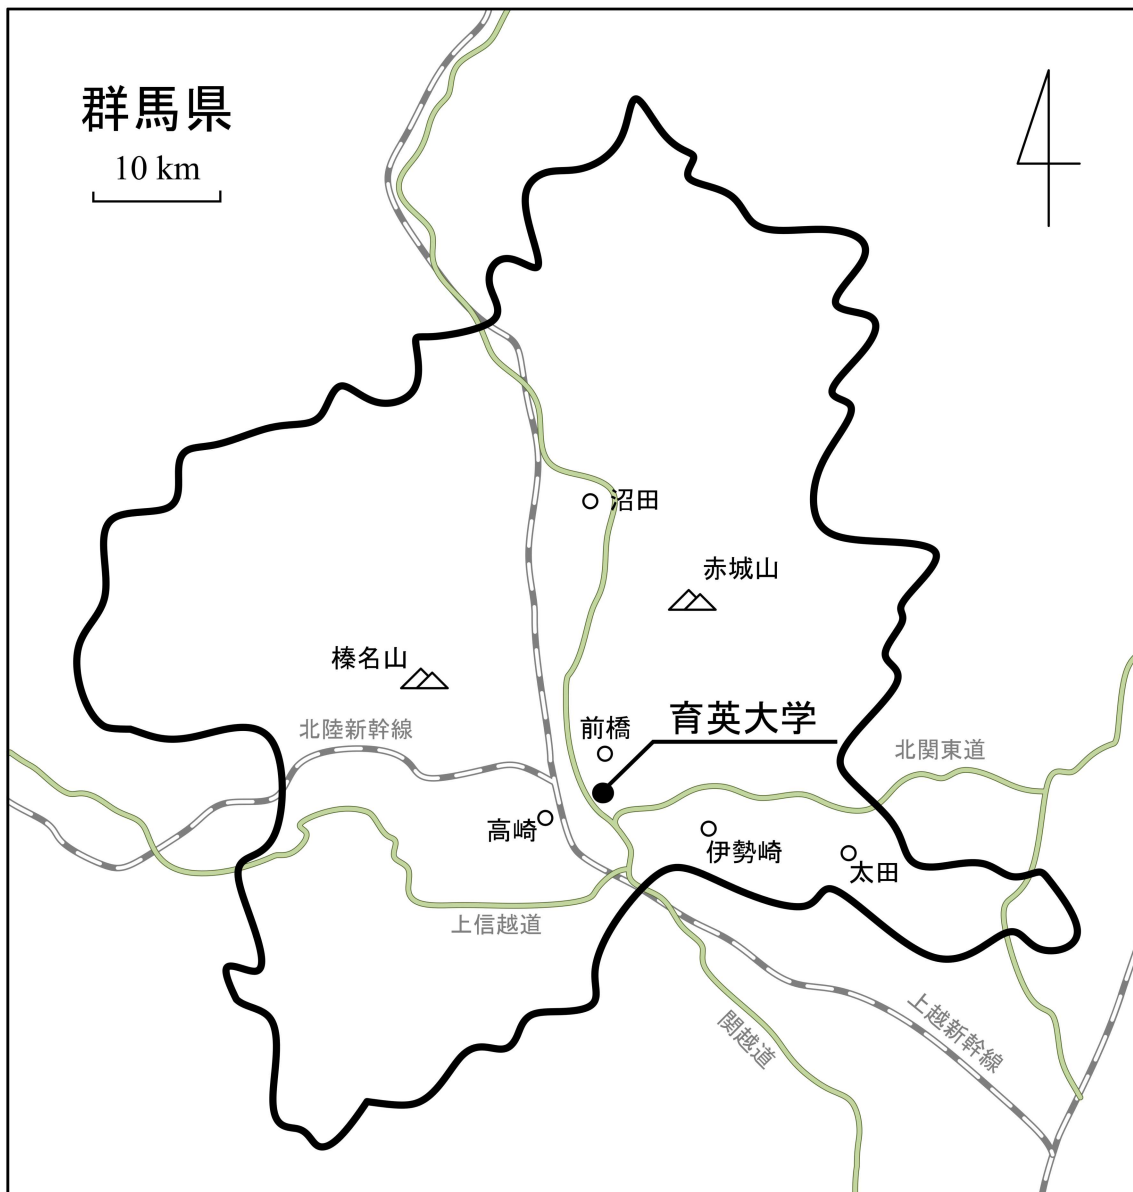 群馬県
10 km
沼田
赤城山
榛名山
育英大学
前橋
北陸新幹線
北関東道
高崎
伊勢崎
太田
上信越道
上越新幹線
関越道